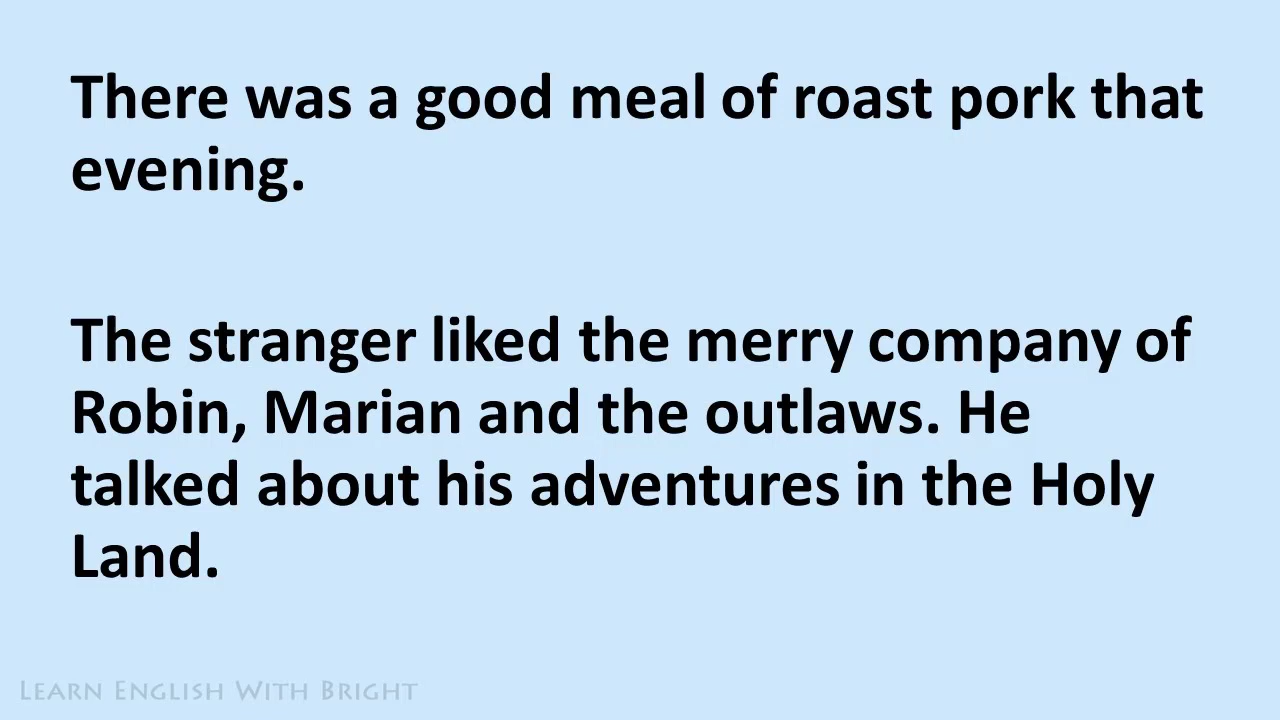 There was a good meal of roast pork that
evening.
The stranger liked the merry company of
Robin, Marian and the outlaws. He
talked about his adventures in the Holy
Land.
Learn English With Bright